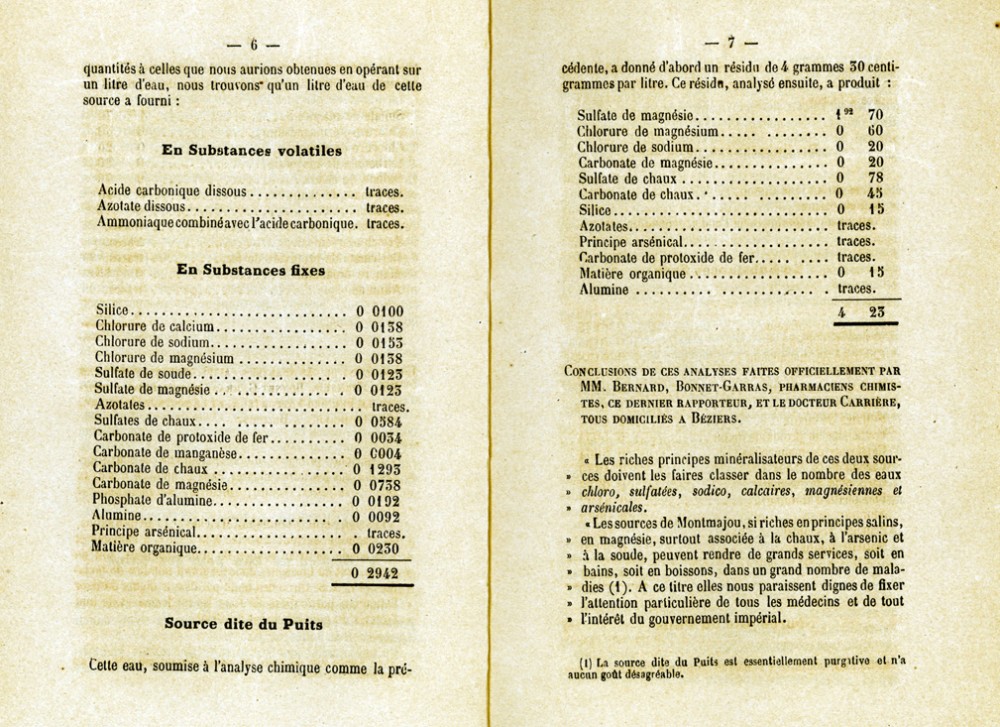 — 6 —
quantités à celles que nous aurions obtenues en opérant sur
un litre d'eau, nous trouvons qu'un litre d'eau de cette
source a fourni :
En Substances volatiles
Acide carbonique dissous .............. traces.
Azotate dissous...................... traces.
Ammoniaque combiné avec l'acide carbonique. traces.
En Substances fixes
Silice............................ 0 0100
Chlorure de calcium................. 0 0138
Chlorure de sodium.................. 0 0153
Chlorure de magnésium .............. 0 0138
Sulfate de soude.................... 0 0123
Sulfate de magnésie ................ 0 0123
Azotates............................ traces.
Sulfates de chaux................... 0 0584
Carbonate de protoxide de fer.......... 0 0034
Carbonate de manganèse.............. 0 0004
Carbonate de chaux ................. 0 1293
Carbonate de magnésie............... 0 0738
Phosphate d'alumine................. 0 0192
Alumine............................ 0 0092
Principe arsénical.................... traces.
Matière organique................... 0 0230
0 2942
Source dite du Puits
Cette eau, soumise à l'analyse chimique comme la pré-
— 7 —
cédente, a donné d'abord un résidu de 4 grammes 30 centi-
grammes par litre. Ce résidu, analysé ensuite, a produit :
Sulfate de magnésie................. 1 gr 70
Chlorure de magnésium..... ........ 0 60
Chlorure de sodium................. 0 20
Carbonate de magnésie.............. 0 20
Sulfate de chaux .................. 0 78
Carbonate de chaux. ............... 0 45
Silice............................ 0 15
Azotates.......................... traces.
Principe arsénical.................. traces.
Carbonate de protoxide de fer..... .... traces.
Matière organique ................. 0 15
Alumine .......................... traces.
4 23
CONCLUSIONS DE CES ANALYSES FAITES OFFICIELLEMENT PAR
MM. BERNARD, BONNET-GARRAS, PHARMACIENS CHIMIS-
TES, CE DERNIER RAPPORTEUR, ET LE DOCTEUR CARRIÈRE,
TOUS DOMICILIÉS A BÉZIERS.
« Les riches principes minéralisateurs de ces deux sour-
» ces doivent les faires classer dans le nombre des eaux
» chloro, sulfatées, sodico, calcaires, magnésiennes et
» arsénicales.
« Les sources de Montmajou, si riches en principes salins,
» en magnésie, surtout associée à la chaux, à l'arsenic et
» à la soude, peuvent rendre de grands services, soit en
» bains, soit en boissons, dans un grand nombre de mala-
» dies (1). A ce titre elles nous paraissent dignes de fixer
» l'attention particulière de tous les médecins et de tout
» l'intérêt du gouvernement impérial.
(1) La source dite du Puits est essentiellement purgative et n'a
aucun goût désagréable.